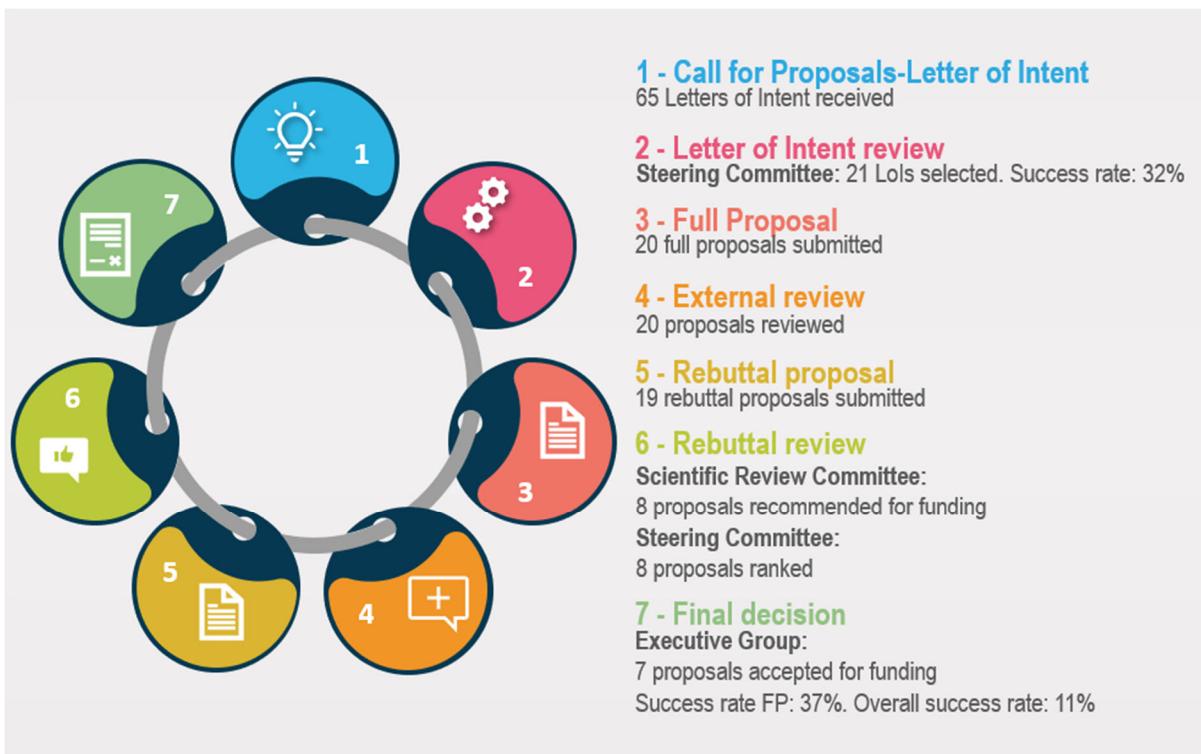 1 - Call for Proposals-Letter of Intent
65 Letters of Intent received
2 - Letter of Intent review
Steering Committee: 21 LoIs selected. Success rate: 32%
3 - Full Proposal
20 full proposals submitted
4 - External review
20 proposals reviewed
5 - Rebuttal proposal
19 rebuttal proposals submitted
6 - Rebuttal review
Scientific Review Committee:
8 proposals recommended for funding
Steering Committee:
8 proposals ranked
7 - Final decision
Executive Group:
7 proposals accepted for funding
Success rate FP: 37%. Overall success rate: 11%
1
2
3
4
5
6
7